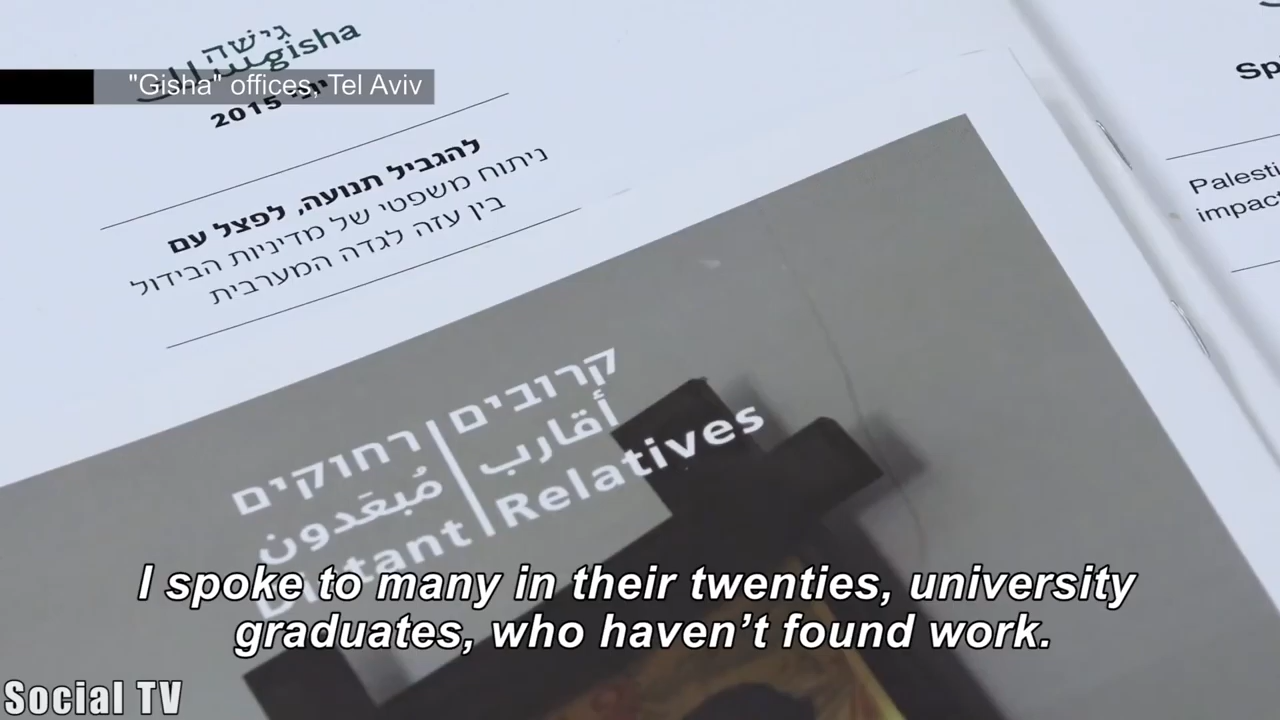 גישה
gisha
"Gisha" offices, Tel Aviv
2015
להגביל תנועה, לפצל עם
ניתוח משפטי של מדיניות הבידול
בין עזה לגדה המערבית
קרובים | רחוקים
أقارب | مُبعَدون
Distant | Relatives
Palesti
impact
I spoke to many in their twenties, university
graduates, who haven't found work.
Social TV